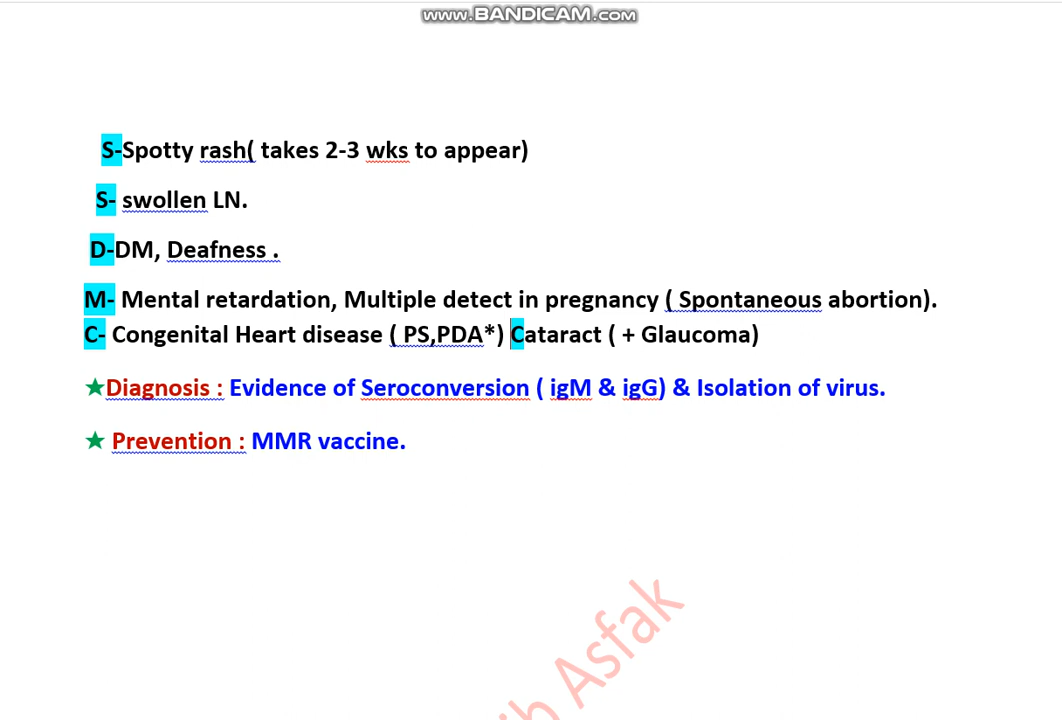 www.BANDICAM.com
S-Spotty rash( takes 2-3 wks to appear)
S- swollen LN.
D-DM, Deafness .
M- Mental retardation, Multiple detect in pregnancy ( Spontaneous abortion).
C- Congenital Heart disease ( PS,PDA*) Cataract ( + Glaucoma)
★Diagnosis : Evidence of Seroconversion ( igM & igG) & Isolation of virus.
★ Prevention : MMR vaccine.
Asfak